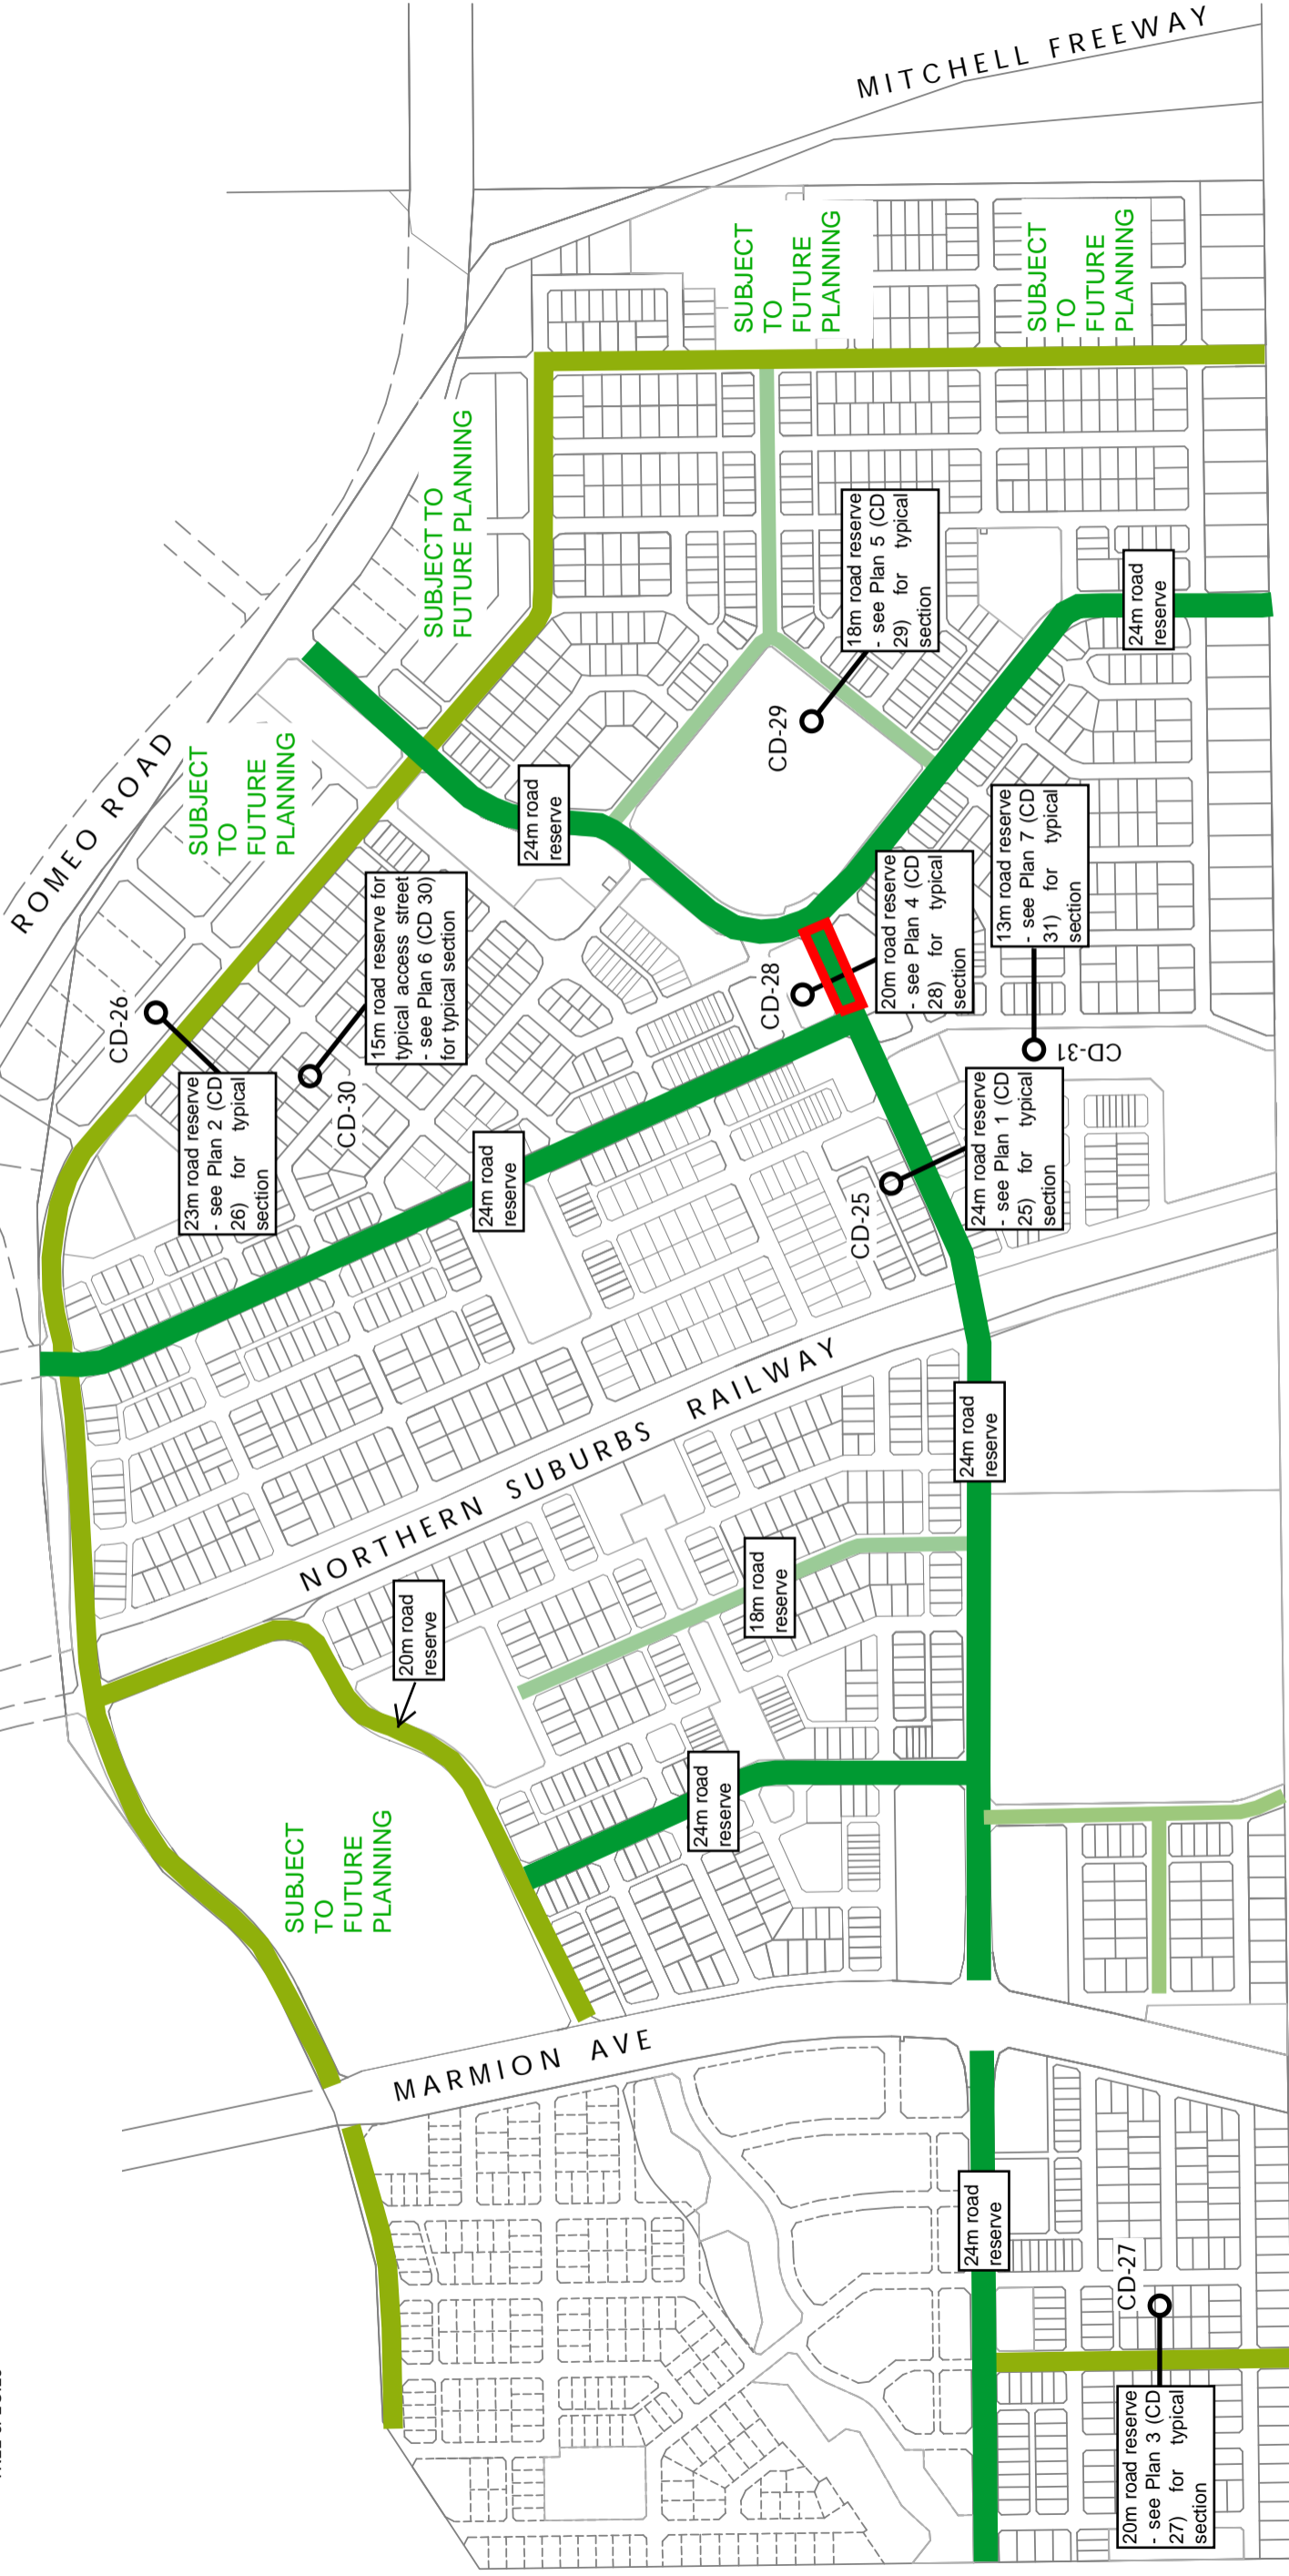 MITCHELL FREEWAY
SUBJECT
TO
FUTURE
PLANNING
SUBJECT
TO
FUTURE
PLANNING
SUBJECT TO
FUTURE PLANNING
18m road reserve
- see Plan 5 (CD
29) for typical
section
CD-29
24m road
reserve
ROMEO ROAD
SUBJECT
TO
FUTURE
PLANNING
24m road
reserve
15m road reserve for
typical access street
- see Plan 6 (CD 30)
for typical section
CD-30
20m road reserve
- see Plan 4 (CD
28) for typical
section
CD-28
13m road reserve
- see Plan 7 (CD
31) for typical
section
CD-31
CD-26
23m road reserve
- see Plan 2 (CD
26) for typical
section
24m road
reserve
CD-25
24m road reserve
- see Plan 1 (CD
25) for typical
section
NORTHERN SUBURBS RAILWAY
24m road
reserve
20m road
reserve
18m road
reserve
24m road
reserve
SUBJECT
TO
FUTURE
PLANNING
MARMION AVE
24m road
reserve
CD-27
20m road reserve
- see Plan 3 (CD
27) for typical
section